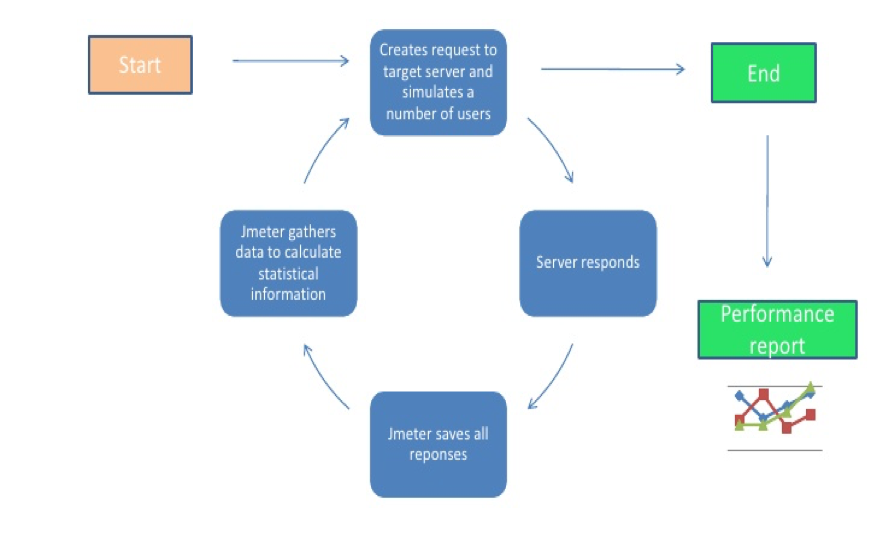 Start
Creates request to
target server and
simulates a
number of users
End
Jmeter gathers
data to calculate
statistical
information
Server responds
Performance
report
Jmeter saves all
reponses